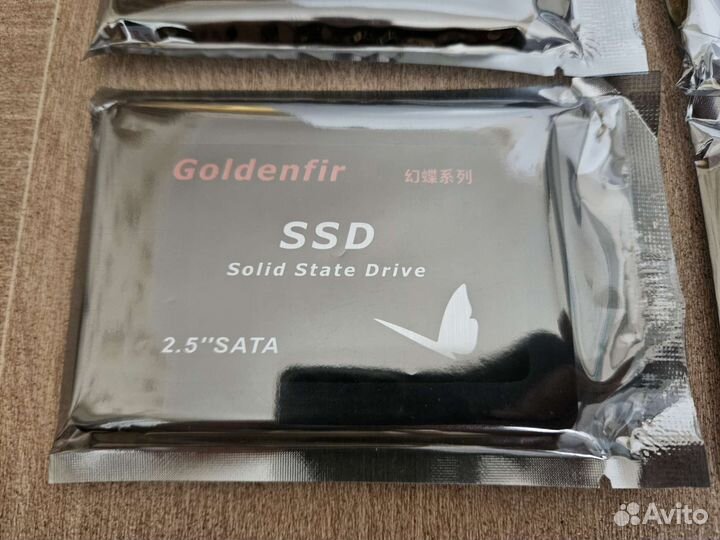 Goldenfir 幻蝶系列
SSD
Solid State Drive
2.5"SATA
Avito